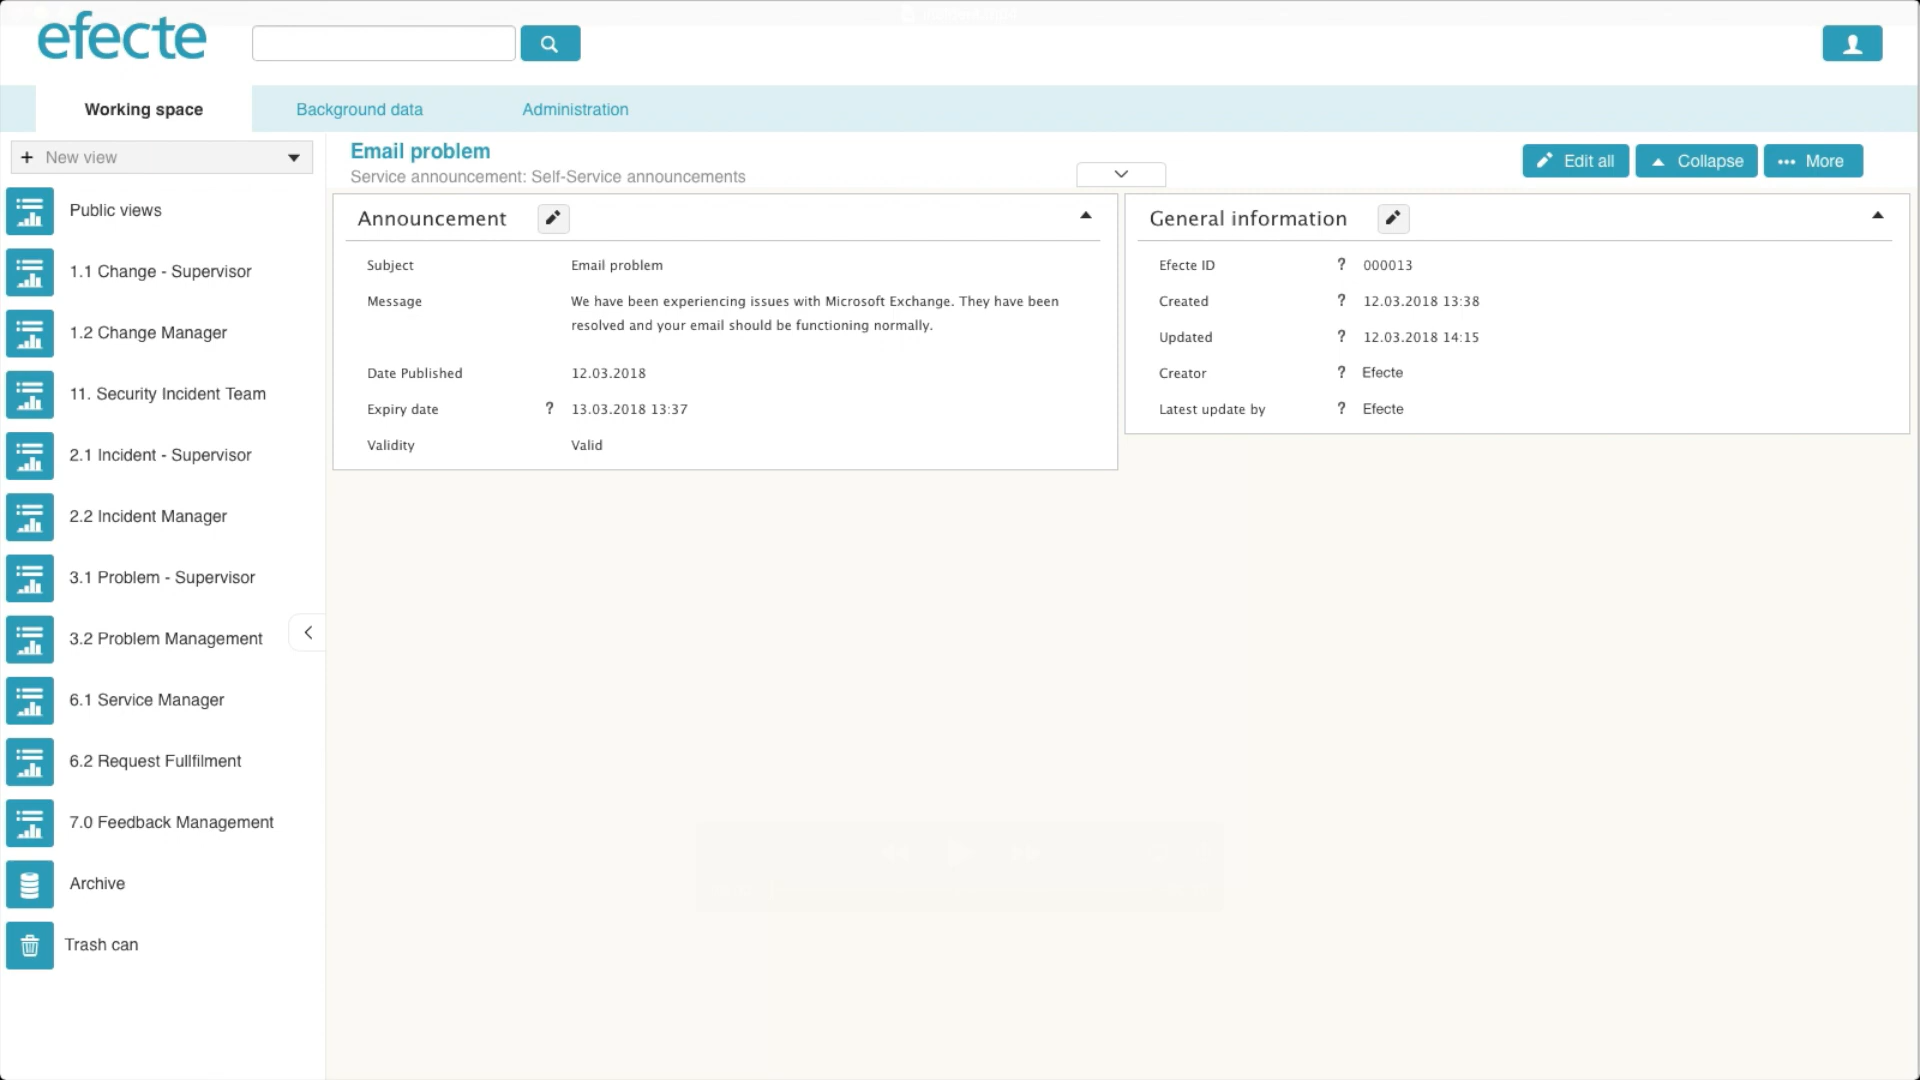 efecte
Working space
Background data
Administration
+ New view
Public views
1.1 Change - Supervisor
1.2 Change Manager
11. Security Incident Team
2.1 Incident - Supervisor
2.2 Incident Manager
3.1 Problem - Supervisor
3.2 Problem Management
6.1 Service Manager
6.2 Request Fullfilment
7.0 Feedback Management
Archive
Trash can
Email problem
Service announcement: Self-Service announcements
Edit all
Collapse
More
Announcement
Subject Email problem
Message We have been experiencing issues with Microsoft Exchange. They have been
resolved and your email should be functioning normally.
Date Published 12.03.2018
Expiry date ? 13.03.2018 13:37
Validity Valid
General information
Efecte ID ? 000013
Created ? 12.03.2018 13:38
Updated ? 12.03.2018 14:15
Creator ? Efecte
Latest update by ? Efecte